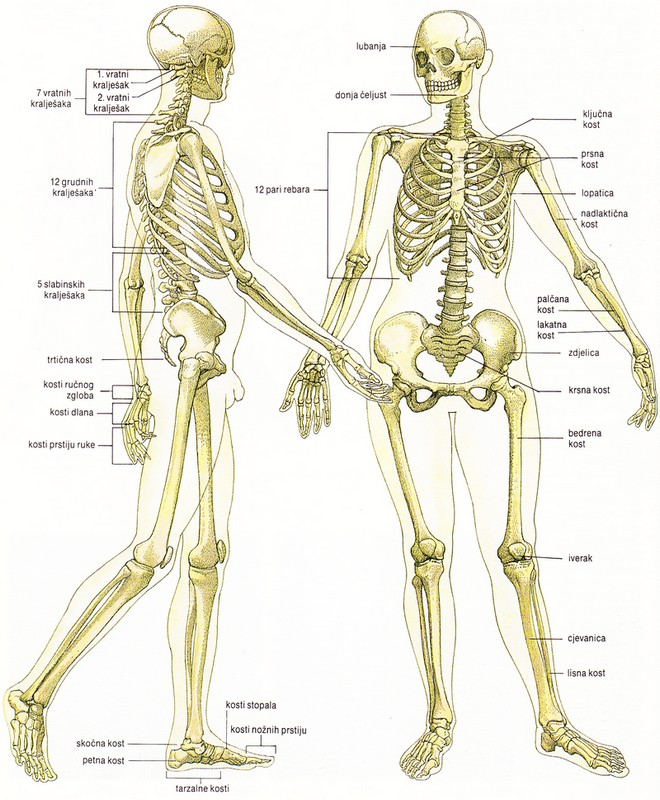 1. vratni
kralješak
7 vratnih
kralješaka
2. vratni
kralješak
12 grudnih
kralješaka
5 slabinskih
kralješaka
trtična kost
kosti ručnog
zgloba
kosti dlana
kosti prstiju ruke
kosti stopala
kosti nožnih prstiju
skočna kost
petna kost
tarzalne kosti
lubanja
donja čeljust
12 pari rebara
ključna
kost
prsna
kost
lopatica
nadlaktična
kost
palčana
kost
lakatna
kost
zdjelica
krsna kost
bedrena
kost
iverak
cjevanica
lisna kost